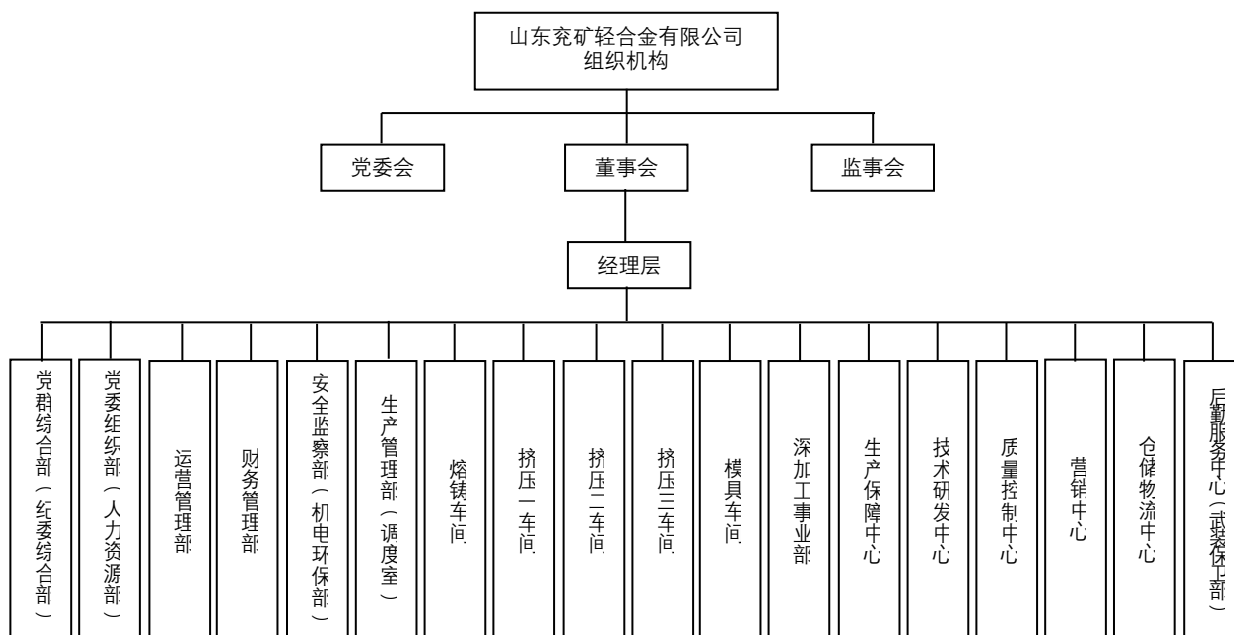 山东兖矿轻合金有限公司
组织机构
党委会
董事会
监事会
经理层
党群综合部（纪委综合部）
党委组织部（人力资源部）
运营管理部
财务管理部
安全监察部（机电环保部）
生产管理部（调度室）
熔铸车间
挤压一车间
挤压二车间
挤压三车间
模具车间
深加工事业部
生产保障中心
技术研发中心
质量控制中心
营销中心
仓储物流中心
后勤服务中心（武装保卫部）